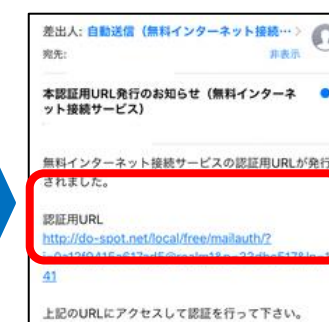 差出人: 自動送信（無料インターネット接続… >
宛先:
非表示
本認証用URL発行のお知らせ（無料インターネ
ット接続サービス）
無料インターネット接続サービスの認証用URLが発行
されました。
認証用URL
http://do-spot.net/local/free/mailauth/?
41
上記のURLにアクセスして認証を行って下さい。